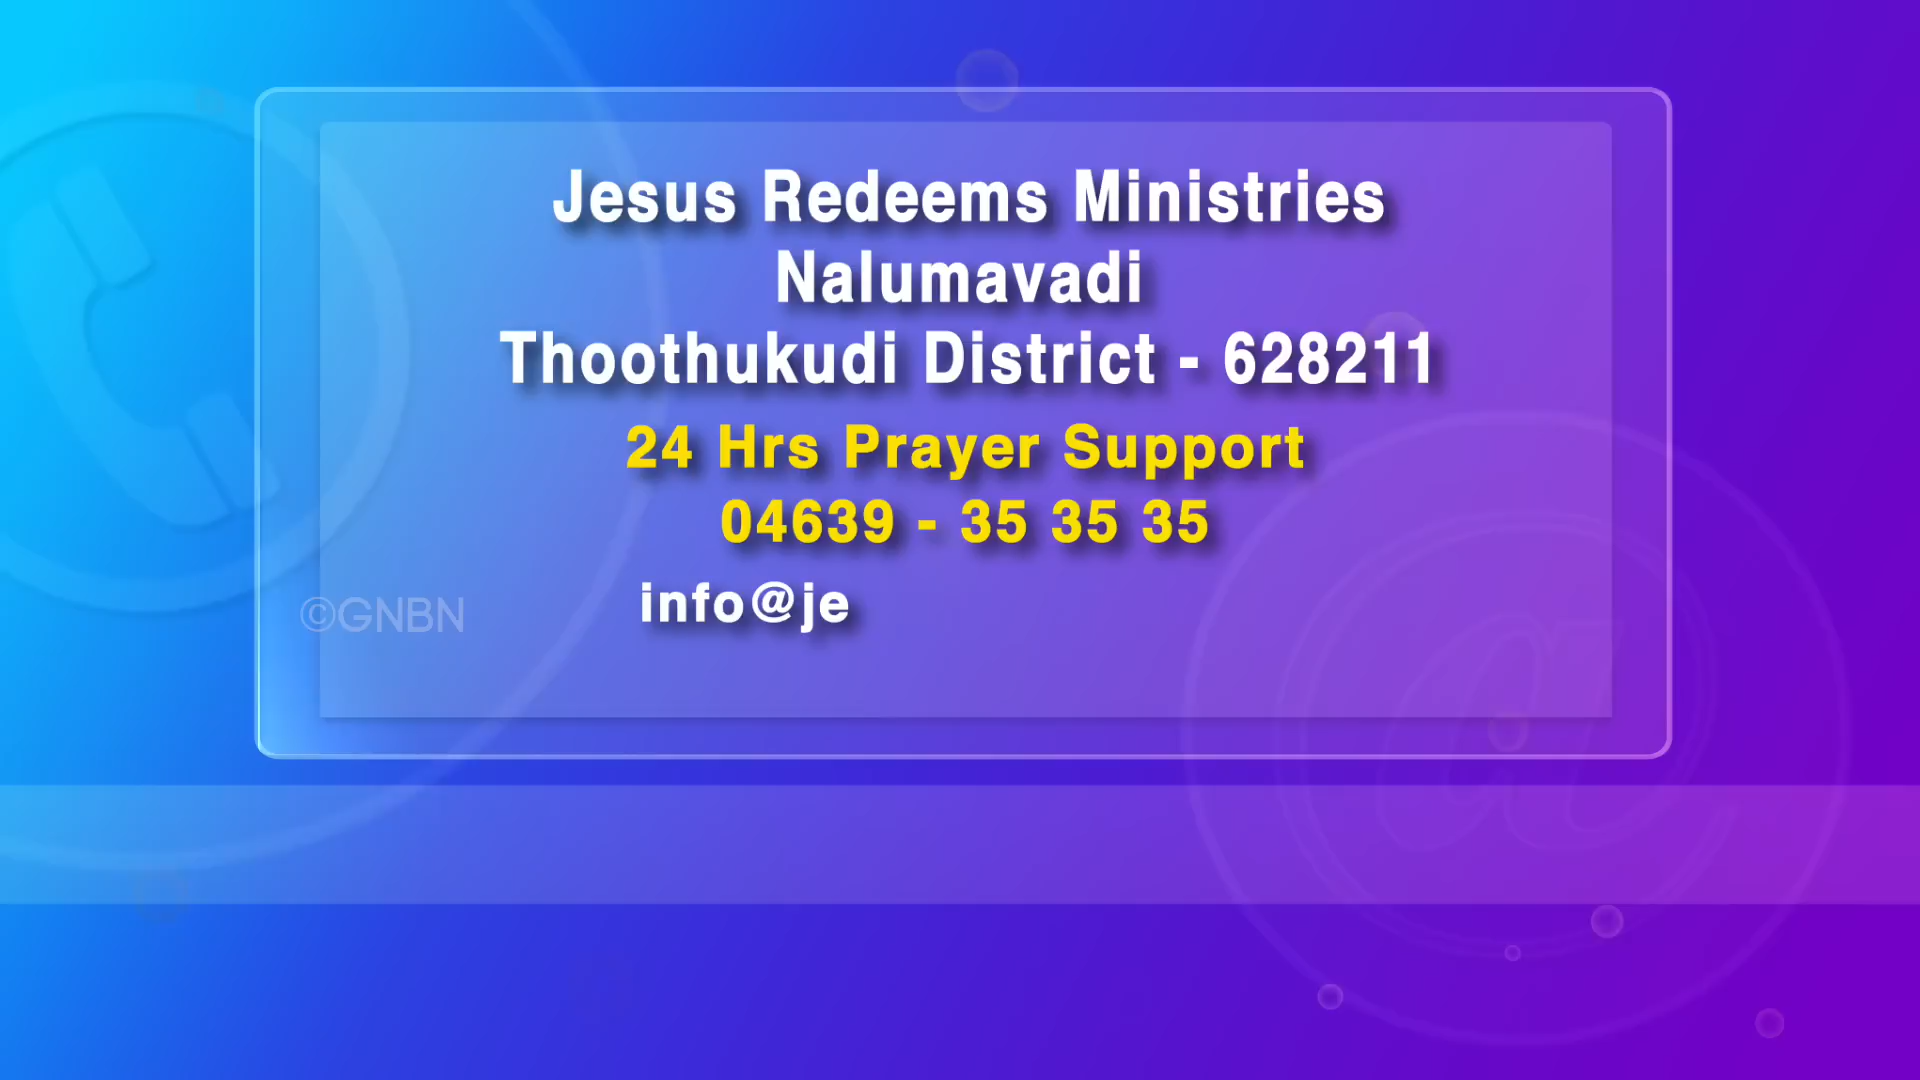 Jesus Redeems Ministries
Nalumavadi
Thoothukudi District - 628211
24 Hrs Prayer Support
04639 - 35 35 35
info@je
©GNBN